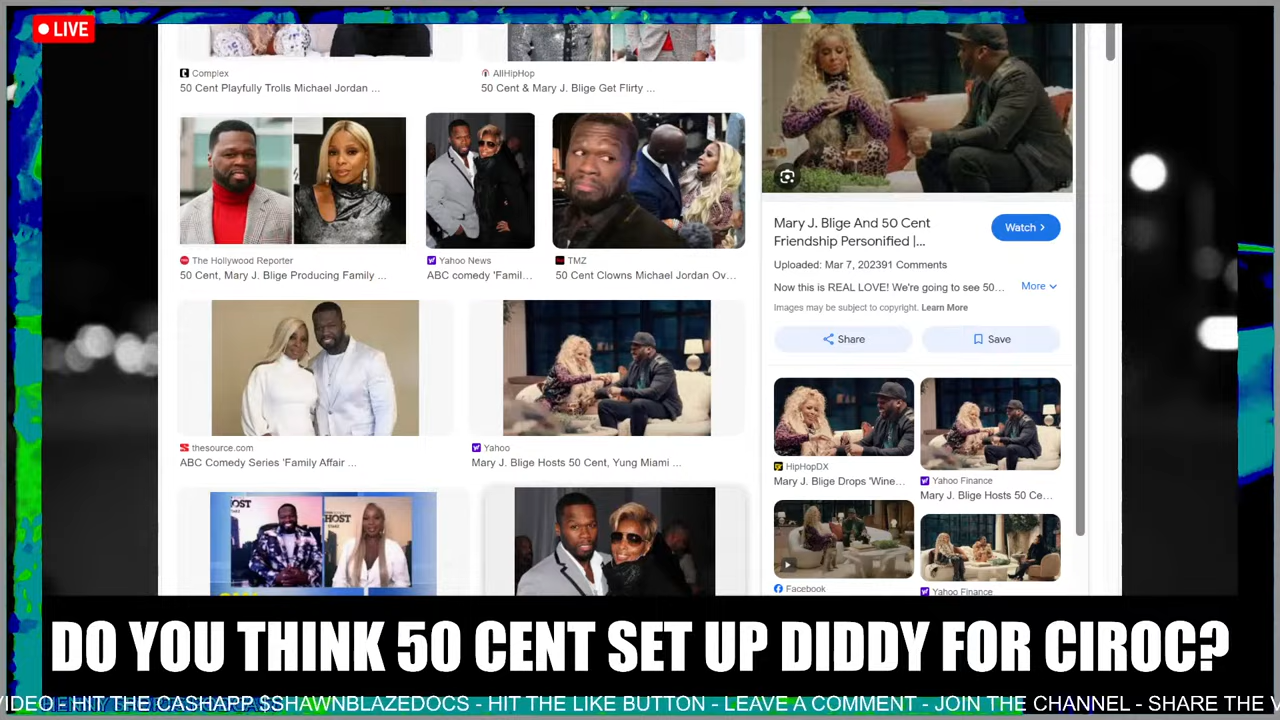 LIVE
Complex
50 Cent Playfully Trolls Michael Jordan ...
AllHipHop
50 Cent & Mary J. Blige Get Flirty ...
The Hollywood Reporter
50 Cent, Mary J. Blige Producing Family ...
Yahoo News
ABC comedy 'Famil...
TMZ
50 Cent Clowns Michael Jordan Ov...
thesource.com
ABC Comedy Series 'Family Affair ...
Yahoo
Mary J. Blige Hosts 50 Cent, Yung Miami ...
HOST
HOST
Mary J. Blige And 50 Cent
Friendship Personified |...
Watch
Uploaded: Mar 7, 202391 Comments
Now this is REAL LOVE! We're going to see 50...
More
Images may be subject to copyright. Learn More
Share
Save
HipHopDX
Mary J. Blige Drops 'Wine...
Yahoo Finance
Mary J. Blige Hosts 50 Ce...
Facebook
Yahoo Finance
DO YOU THINK 50 CENT SET UP DIDDY FOR CIROC?
VIDEO - HIT THE CASHAPP $SHAWNBLAZEDOCS - HIT THE LIKE BUTTON - LEAVE A COMMENT - JOIN THE CHANNEL - SHARE THE V